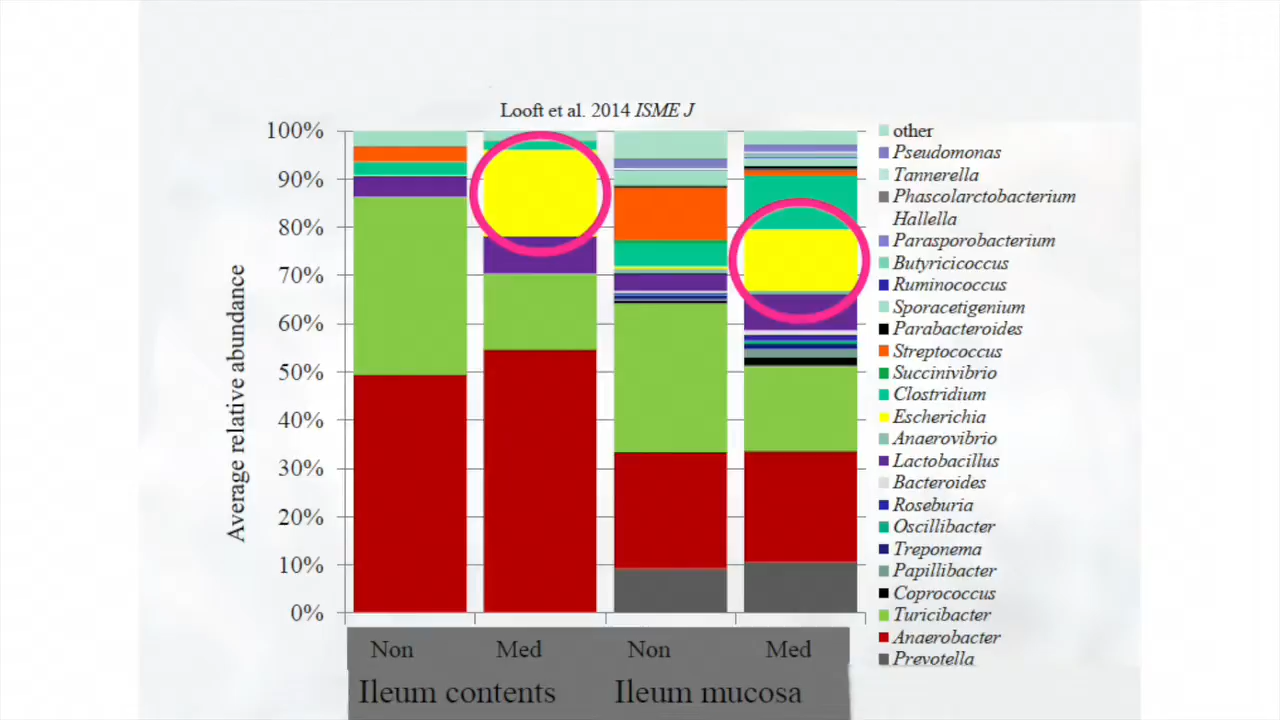 Looft et al. 2014 ISME J
Average relative abundance
100%
90%
80%
70%
60%
50%
40%
30%
20%
10%
0%
Non
Med
Non
Med
Ileum contents
Ileum mucosa
other
Pseudomonas
Tannerella
Phascolarctobacterium
Hallella
Parasporobacterium
Butyricicoccus
Ruminococcus
Sporacetigenium
Parabacteroides
Streptococcus
Succinivibrio
Clostridium
Escherichia
Anaerovibrio
Lactobacillus
Bacteroides
Roseburia
Oscillibacter
Treponema
Papillibacter
Coprococcus
Turicibacter
Anaerobacter
Prevotella